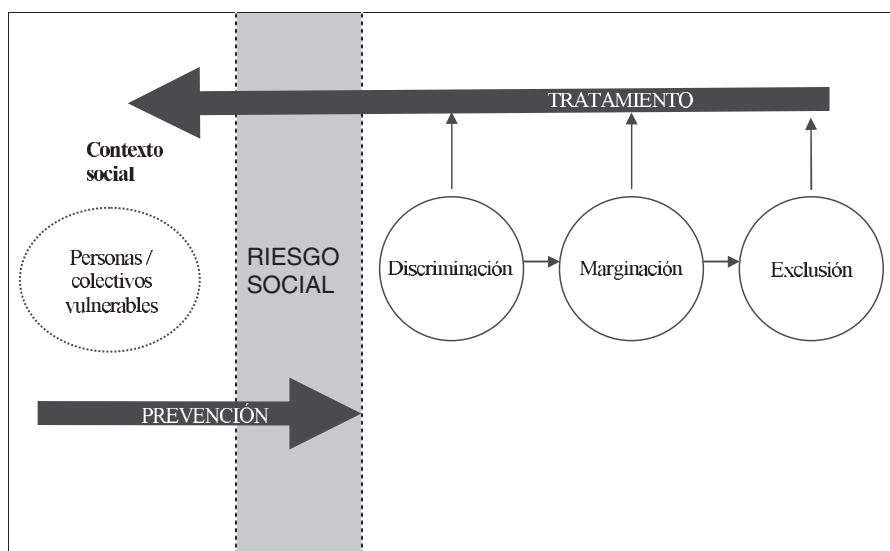 TRATAMIENTO
Contexto
social
Personas /
colectivos
vulnerables
RIESGO
SOCIAL
Discriminación
Marginación
Exclusión
PREVENCIÓN